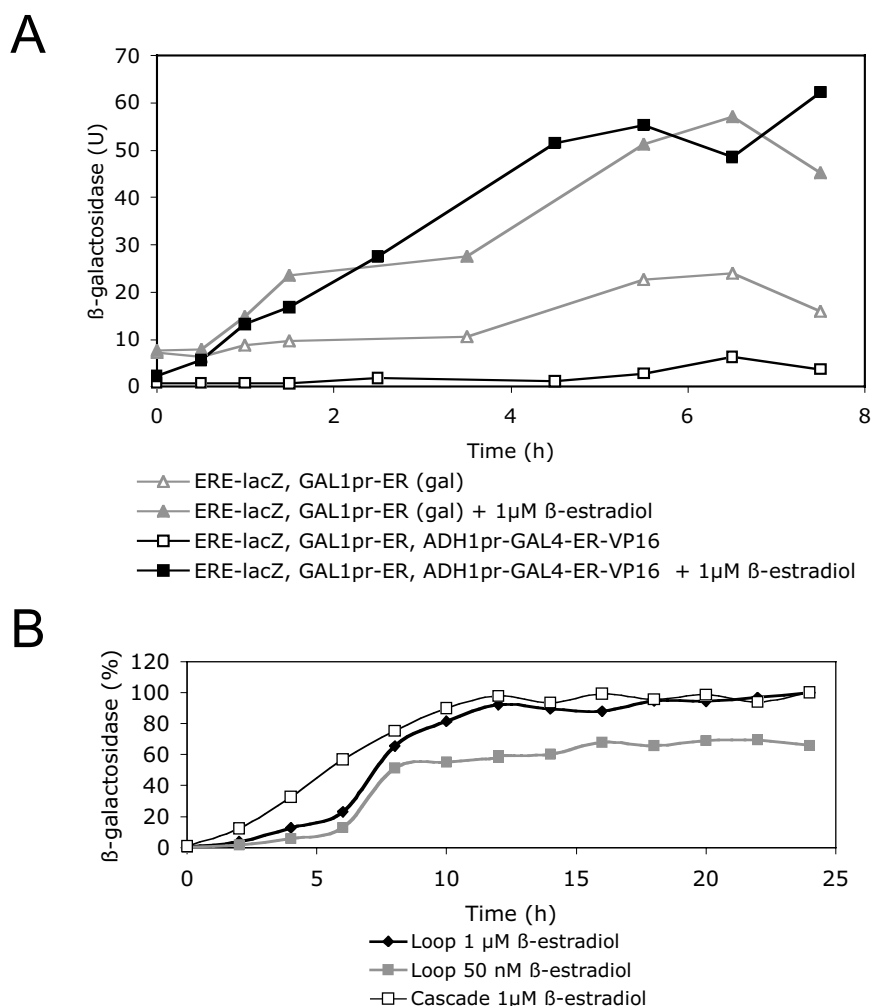 A
70
60
50
40
30
20
10
0
ß-galactosidase (U)
0 2 4 6 8
Time (h)
ERE-lacZ, GAL1pr-ER (gal)
ERE-lacZ, GAL1pr-ER (gal) + 1µM ß-estradiol
ERE-lacZ, GAL1pr-ER, ADH1pr-GAL4-ER-VP16
ERE-lacZ, GAL1pr-ER, ADH1pr-GAL4-ER-VP16 + 1µM ß-estradiol
B
120
100
80
60
40
20
0
ß-galactosidase (%)
0 5 10 15 20 25
Time (h)
Loop 1 µM ß-estradiol
Loop 50 nM ß-estradiol
Cascade 1µM ß-estradiol